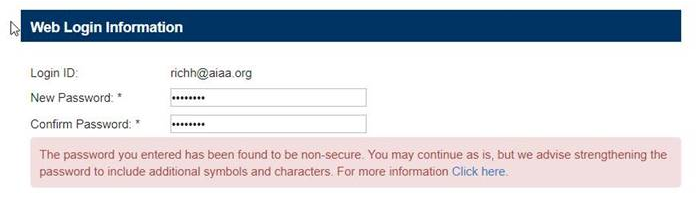 Web Login Information
Login ID: richh@aiaa.org
New Password: * ••••••••
Confirm Password: * ••••••••
The password you entered has been found to be non-secure. You may continue as is, but we advise strengthening the
password to include additional symbols and characters. For more information Click here.